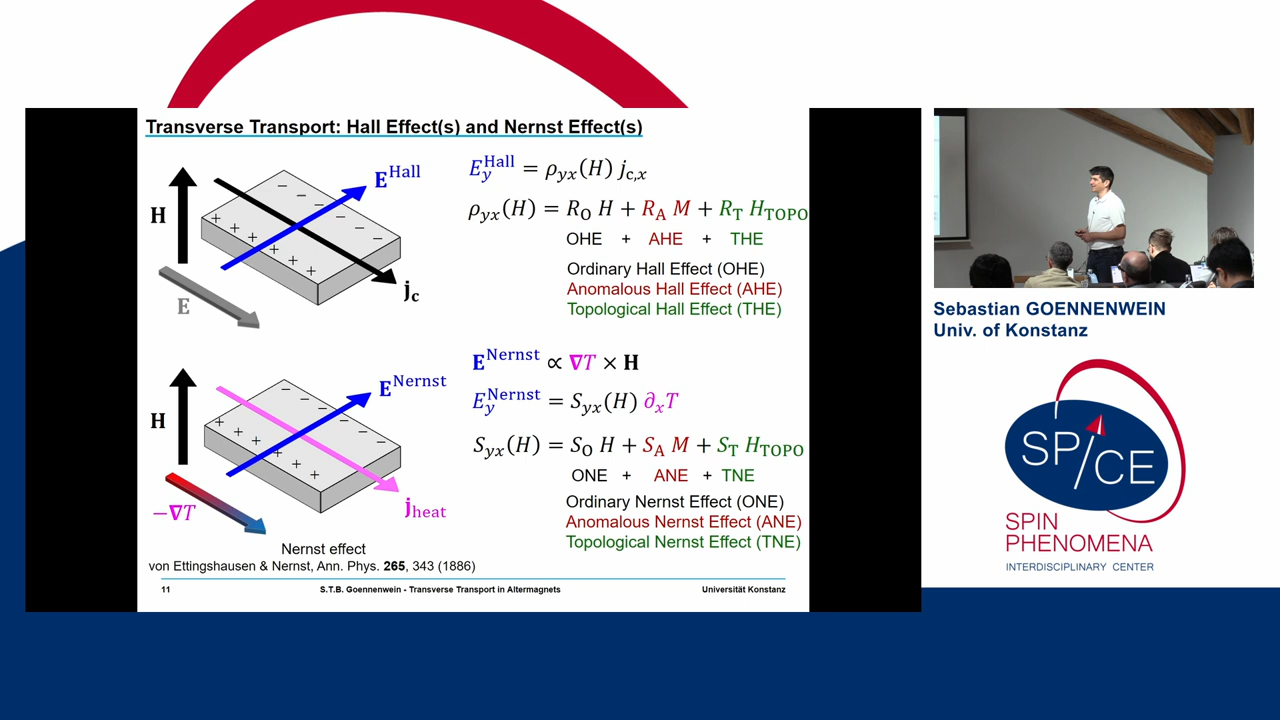 Transverse Transport: Hall Effect(s) and Nernst Effect(s)
H
E^Hall
− − − − − −
+ + + + + +
E
j_c
E_y^Hall = ρ_yx(H) j_c,x
ρ_yx(H) = R_O H + R_A M + R_T H_TOPO
OHE + AHE + THE
Ordinary Hall Effect (OHE)
Anomalous Hall Effect (AHE)
Topological Hall Effect (THE)
H
E^Nernst
− − − − − −
+ + + + + +
−∇T
j_heat
E^Nernst ∝ ∇T × H
E_y^Nernst = S_yx(H) ∂_xT
S_yx(H) = S_O H + S_A M + S_T H_TOPO
ONE + ANE + TNE
Ordinary Nernst Effect (ONE)
Anomalous Nernst Effect (ANE)
Topological Nernst Effect (TNE)
Nernst effect
von Ettingshausen & Nernst, Ann. Phys. 265, 343 (1886)
11 S.T.B. Goennenwein - Transverse Transport in Altermagnets Universität Konstanz
Sebastian GOENNENWEIN
Univ. of Konstanz
SP/CE
SPIN
PHENOMENA
INTERDISCIPLINARY CENTER